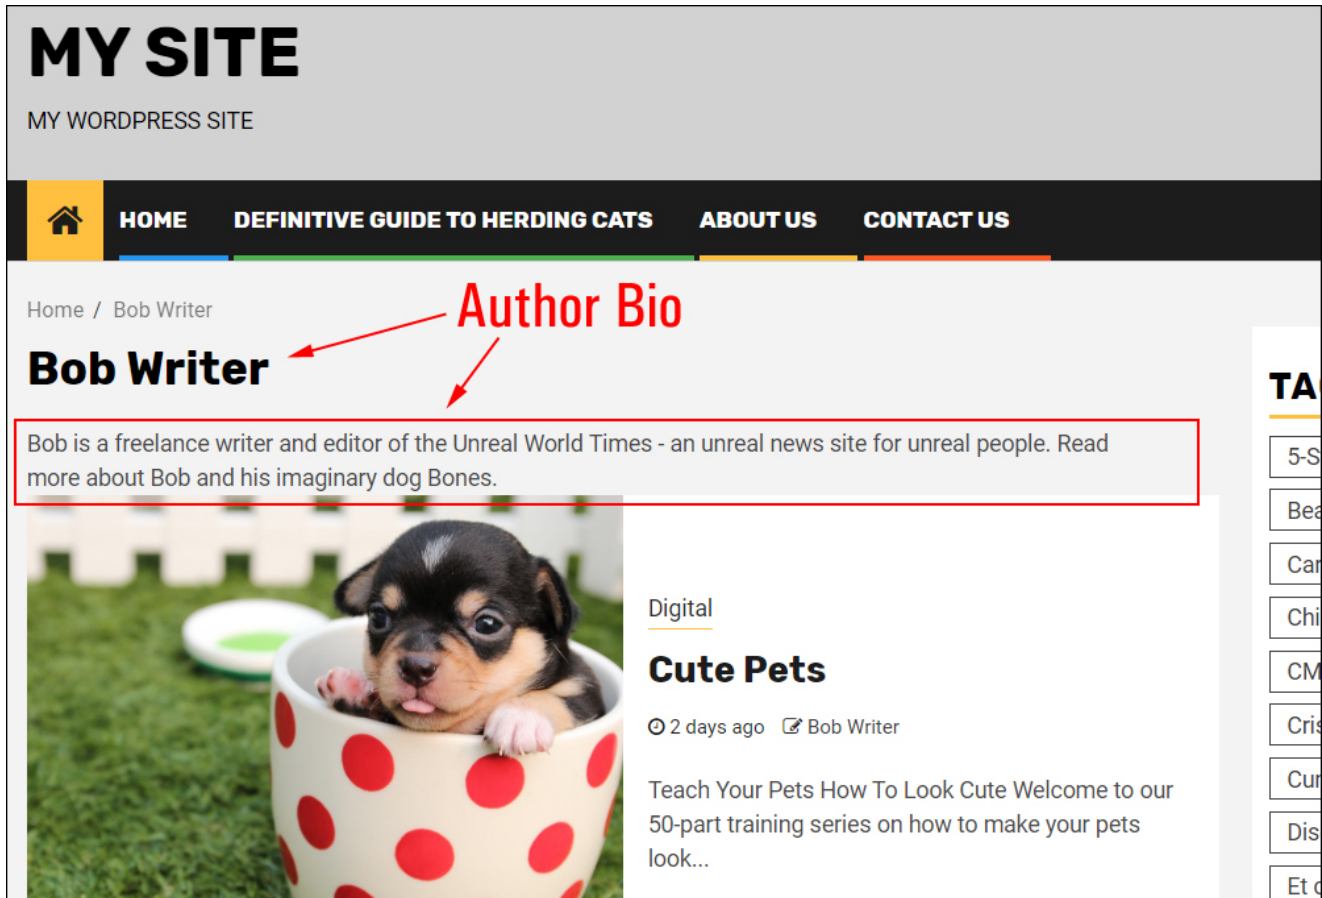 MY SITE
MY WORDPRESS SITE
HOME DEFINITIVE GUIDE TO HERDING CATS ABOUT US CONTACT US
Home / Bob Writer
Author Bio
Bob Writer
Bob is a freelance writer and editor of the Unreal World Times - an unreal news site for unreal people. Read
more about Bob and his imaginary dog Bones.
Digital
Cute Pets
2 days ago Bob Writer
Teach Your Pets How To Look Cute Welcome to our
50-part training series on how to make your pets
look...